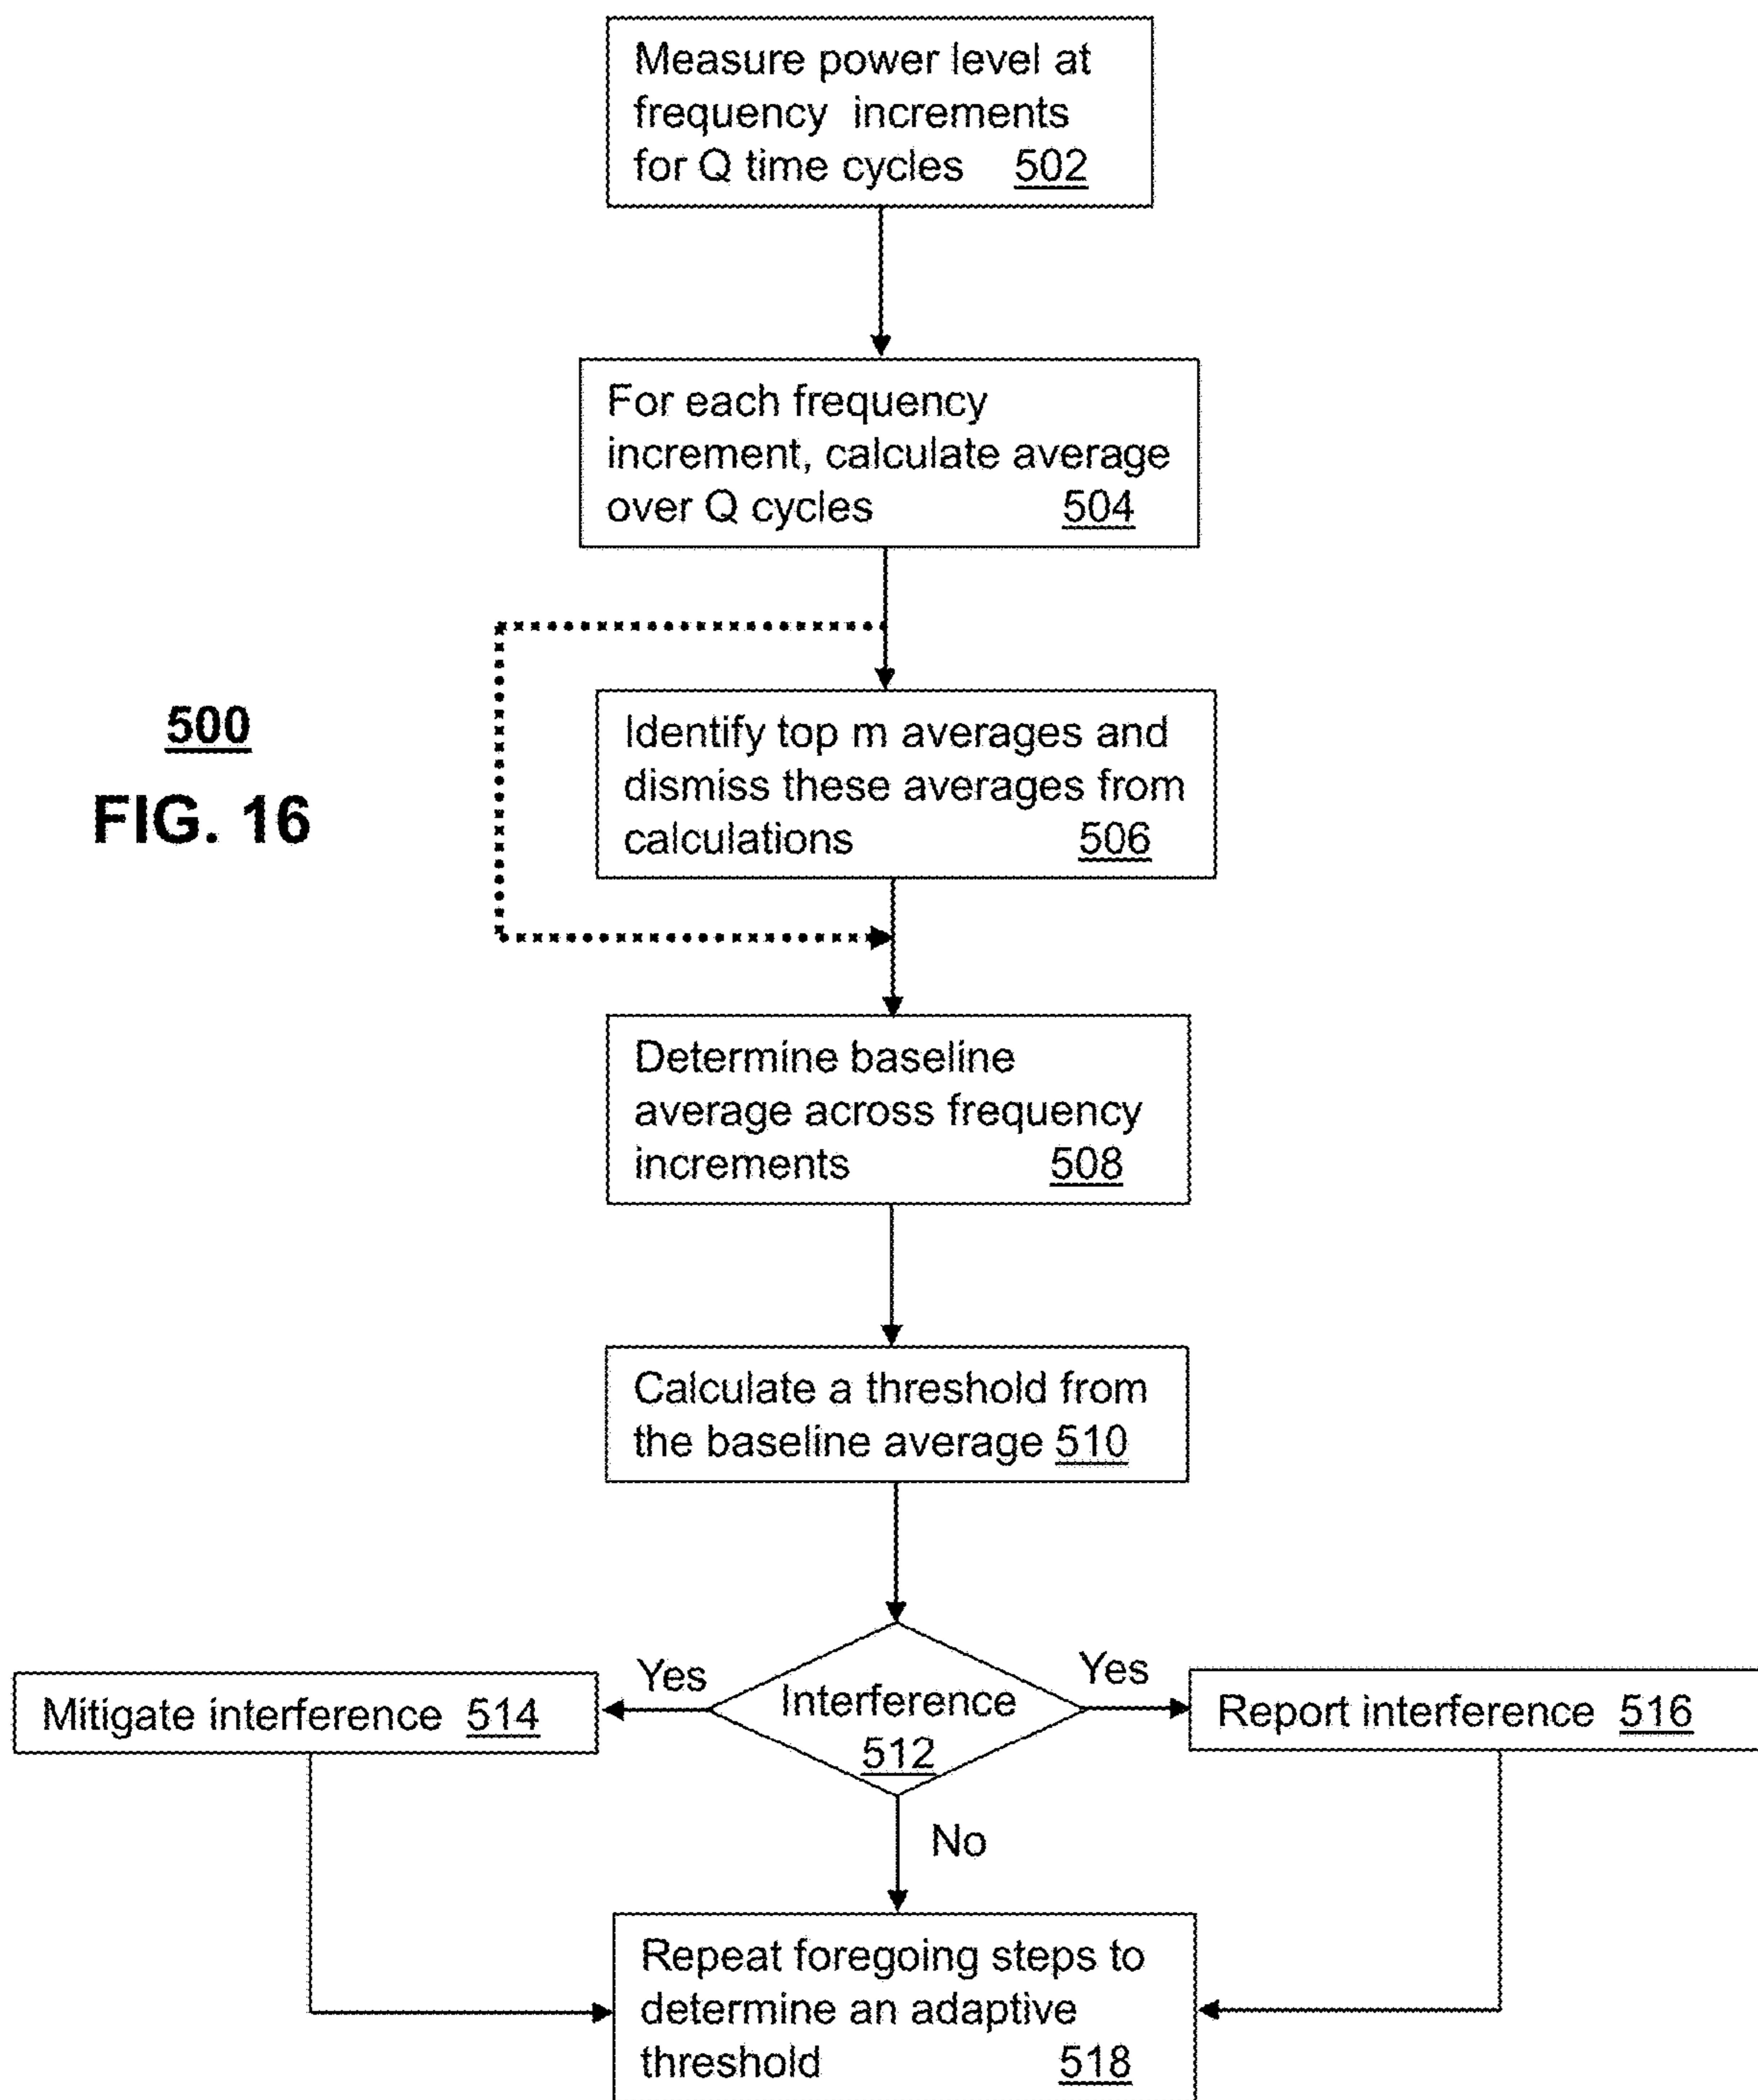 Measure power level at
frequency increments
for Q time cycles 502
For each frequency
increment, calculate average
over Q cycles 504
500
FIG. 16
Identify top m averages and
dismiss these averages from
calculations 506
Determine baseline
average across frequency
increments 508
Calculate a threshold from
the baseline average 510
Yes
Yes
Mitigate interference 514
Interference
512
Report interference 516
No
Repeat foregoing steps to
determine an adaptive
threshold 518